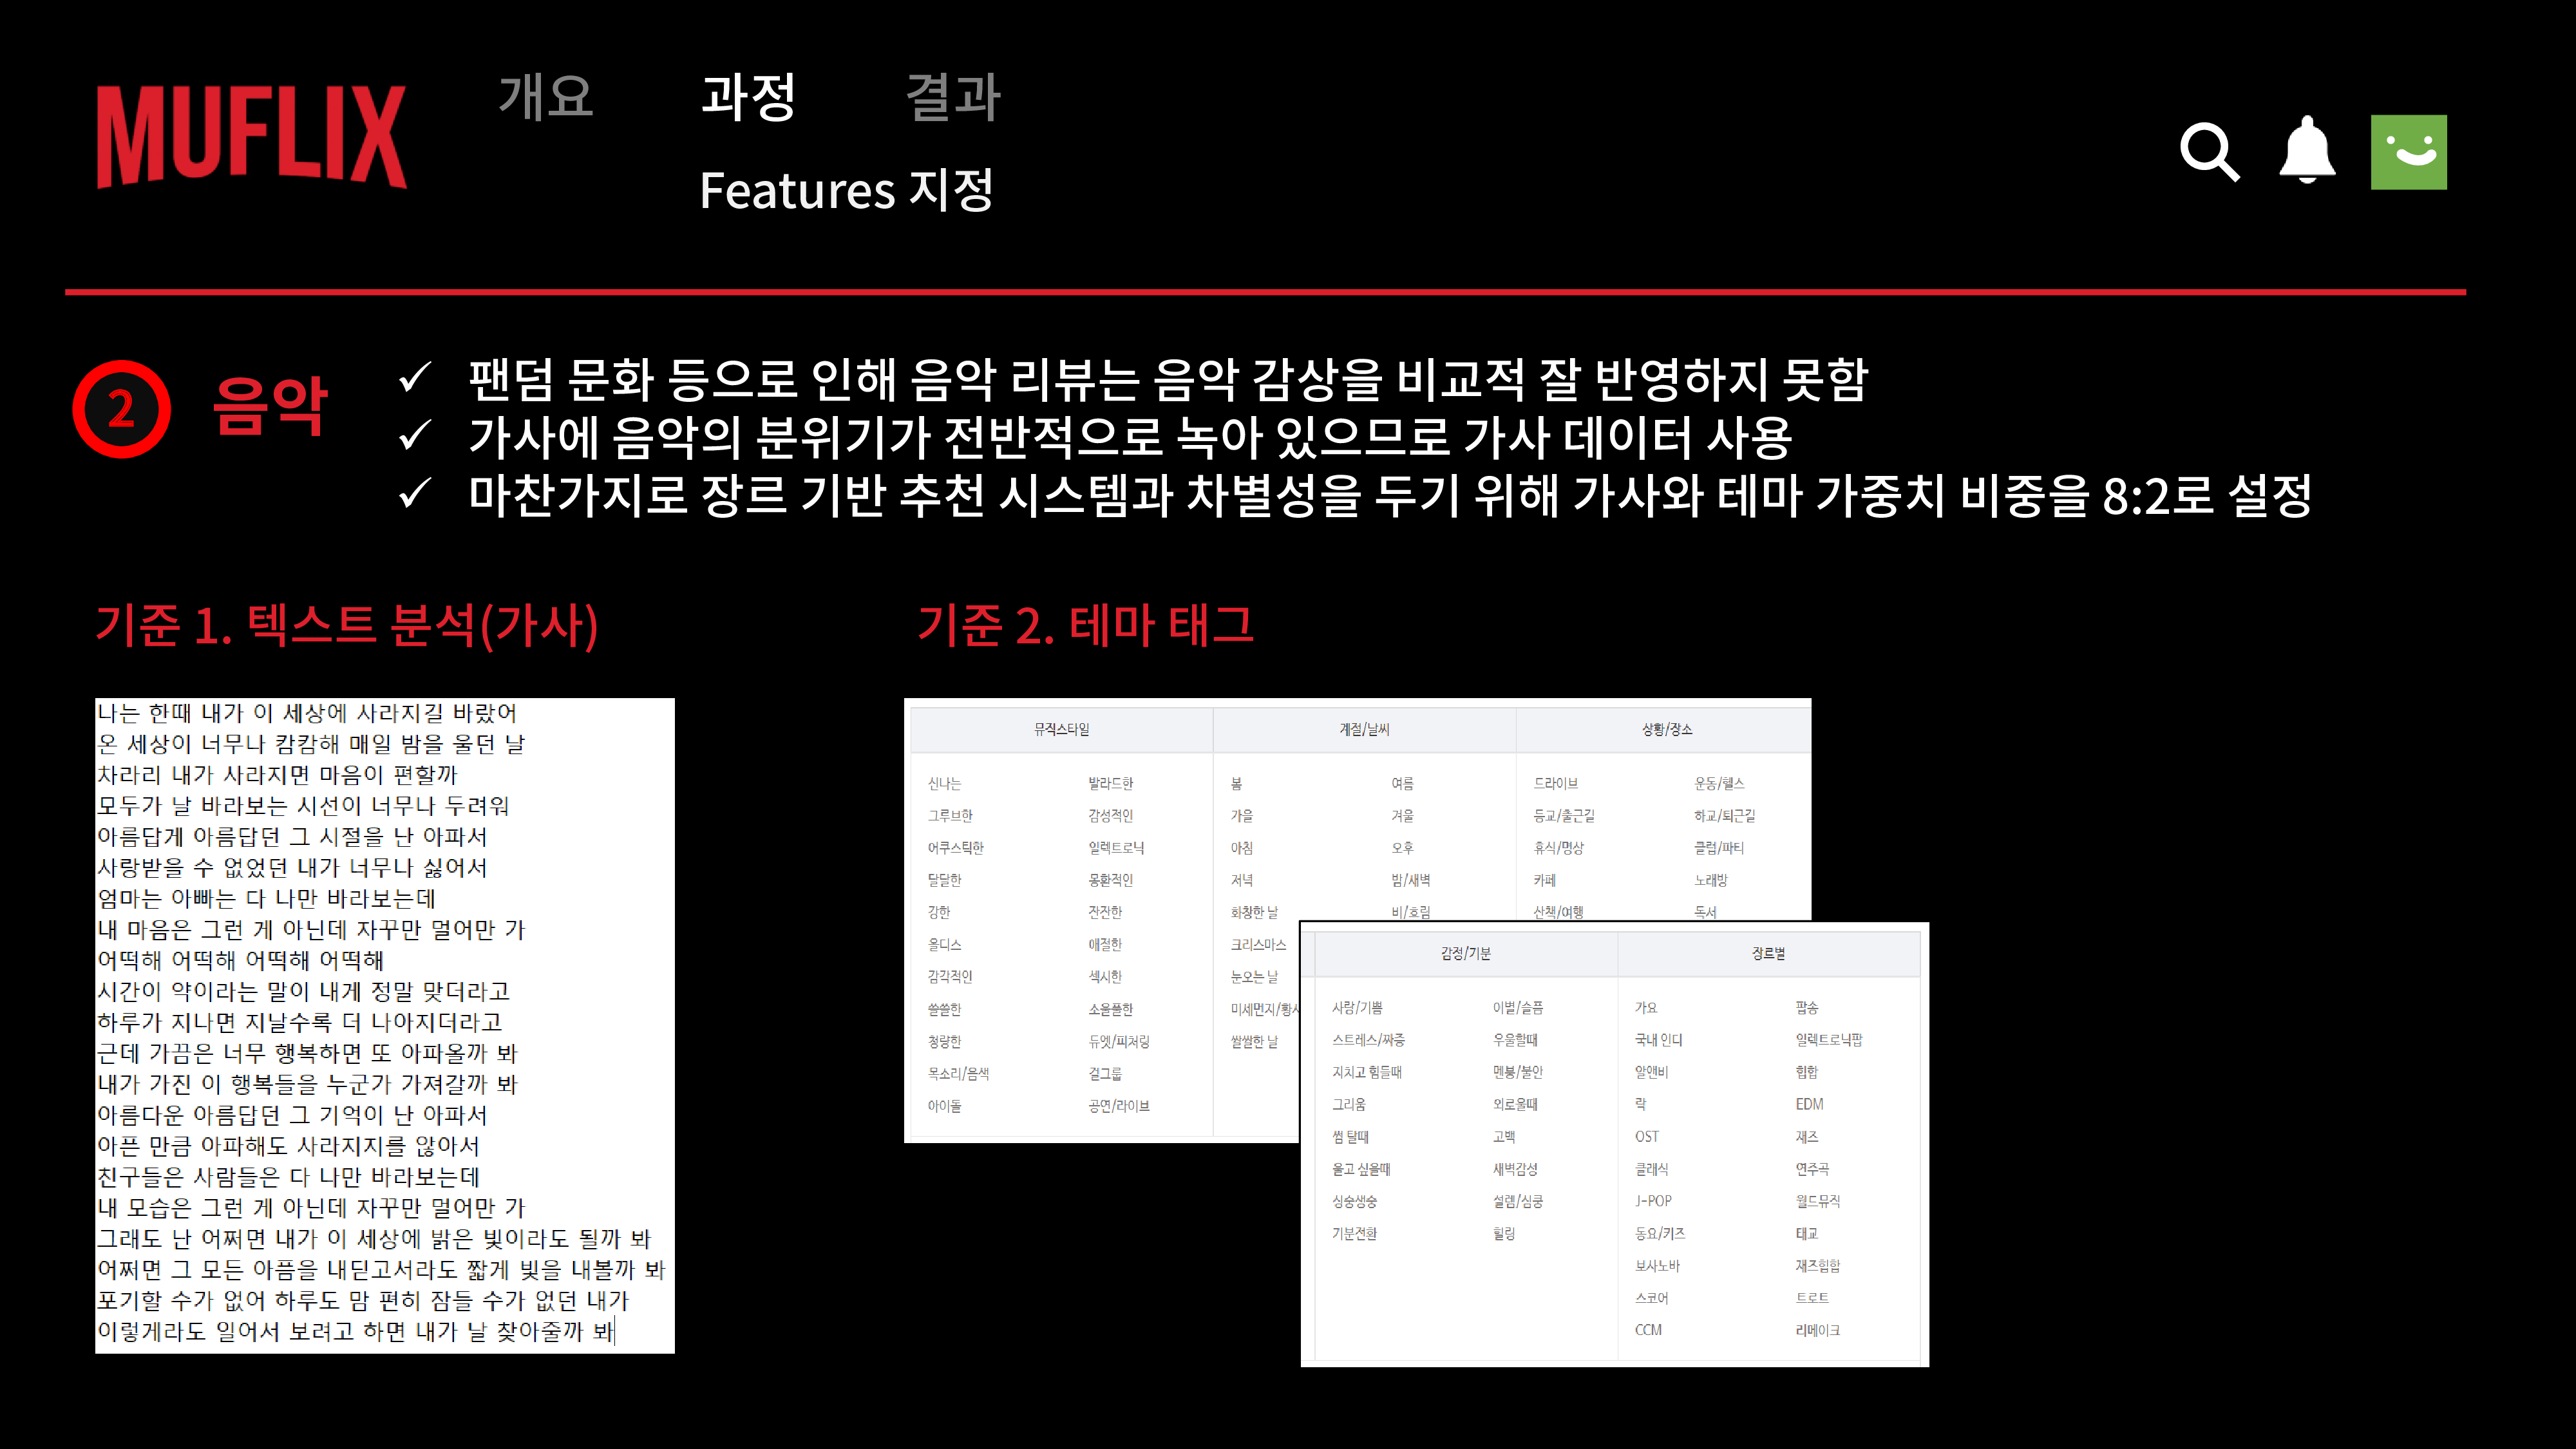 MUFLIX
개요 과정 결과
Features 지정
2 음악
✓ 팬덤 문화 등으로 인해 음악 리뷰는 음악 감상을 비교적 잘 반영하지 못함
✓ 가사에 음악의 분위기가 전반적으로 녹아 있으므로 가사 데이터 사용
✓ 마찬가지로 장르 기반 추천 시스템과 차별성을 두기 위해 가사와 테마 가중치 비중을 8:2로 설정
기준 1. 텍스트 분석(가사)
나는 한때 내가 이 세상에 사라지길 바랐어
온 세상이 너무나 캄캄해 매일 밤을 울던 날
차라리 내가 사라지면 마음이 편할까
모두가 날 바라보는 시선이 너무나 두려워
아름답게 아름답던 그 시절을 난 아파서
사랑받을 수 없었던 내가 너무나 싫어서
엄마는 아빠는 다 나만 바라보는데
내 마음은 그런 게 아닌데 자꾸만 멀어만 가
어떡해 어떡해 어떡해 어떡해
시간이 약이라는 말이 내게 정말 맞더라고
하루가 지나면 지날수록 더 나아지더라고
근데 가끔은 너무 행복하면 또 아파올까 봐
내가 가진 이 행복들을 누군가 가져갈까 봐
아름다운 아름답던 그 기억이 난 아파서
아픈 만큼 아파해도 사라지지를 않아서
친구들은 사람들은 다 나만 바라보는데
내 모습은 그런 게 아닌데 자꾸만 멀어만 가
그래도 난 어쩌면 내가 이 세상에 밝은 빛이라도 될까 봐
어쩌면 그 모든 아픔을 내딛고서라도 짧게 빛을 내볼까 봐
포기할 수가 없어 하루도 맘 편히 잠들 수가 없던 내가
이렇게라도 일어서 보려고 하면 내가 날 찾아줄까 봐
기준 2. 테마 태그
뮤직스타일 계절/날씨 상황/장소
신나는 발라드한 봄 여름 드라이브 운동/헬스
그루브한 감성적인 가을 겨울 등교/출근길 하교/퇴근길
어쿠스틱한 일렉트로닉 아침 오후 휴식/명상 클럽/파티
달달한 몽환적인 저녁 밤/새벽 카페 노래방
강한 잔잔한 화창한 날 비/흐림 산책/여행 독서
올디스 애절한 크리스마스
감각적인 섹시한 눈오는 날
쓸쓸한 소울풀한 미세먼지/황사
청량한 듀엣/피처링 쌀쌀한 날
목소리/음색 걸그룹
아이돌 공연/라이브
감정/기분 장르별
사랑/기쁨 이별/슬픔 가요 팝송
스트레스/짜증 우울할때 국내 인디 일렉트로닉팝
지치고 힘들때 멘붕/불안 알앤비 힙합
그리움 외로울때 락 EDM
썸 탈때 고백 OST 재즈
울고 싶을때 새벽감성 클래식 연주곡
싱숭생숭 설렘/심쿵 J-POP 월드뮤직
기분전환 힐링 동요/키즈 태교
보사노바 재즈힙합
스코어 트로트
CCM 리메이크